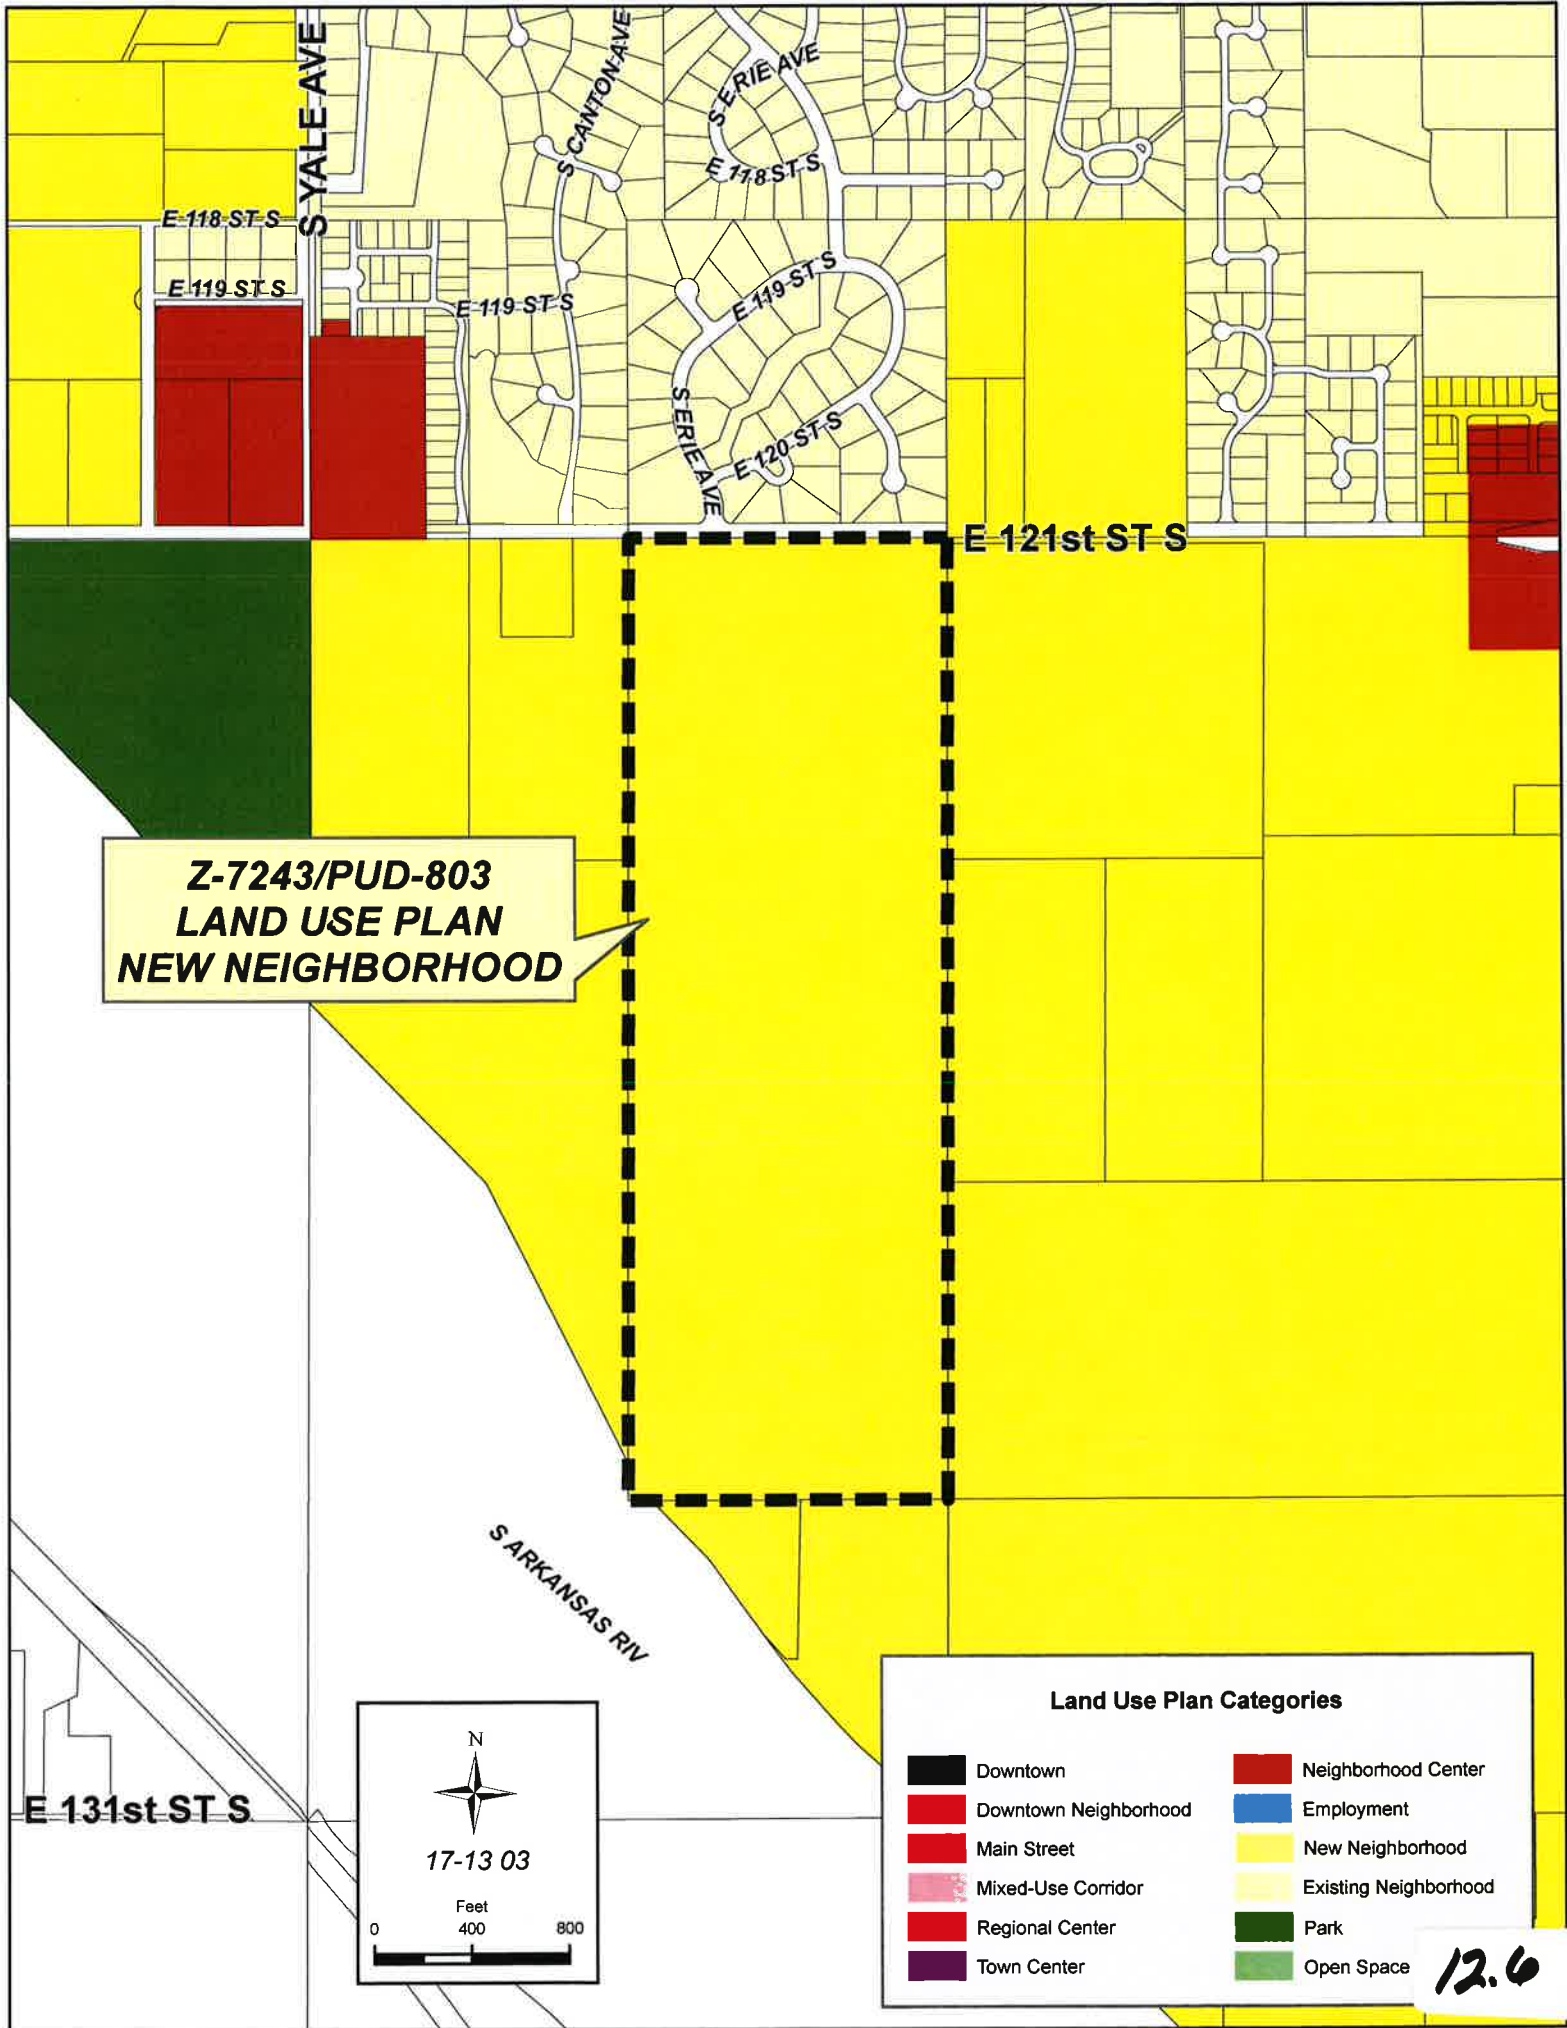 S YALE AVE
S CANTON AVE
S ERIE AVE
E 118 ST S
E 118 ST S
E 119 ST S
E 119 ST S
E 119 ST S
S ERIE AVE
E 120 ST S
E 121st ST S
Z-7243/PUD-803
LAND USE PLAN
NEW NEIGHBORHOOD
S ARKANSAS RIV
E 131st ST S
N
17-13 03
Feet
0 400 800
Land Use Plan Categories
Downtown
Downtown Neighborhood
Main Street
Mixed-Use Corridor
Regional Center
Town Center
Neighborhood Center
Employment
New Neighborhood
Existing Neighborhood
Park
Open Space
12.6